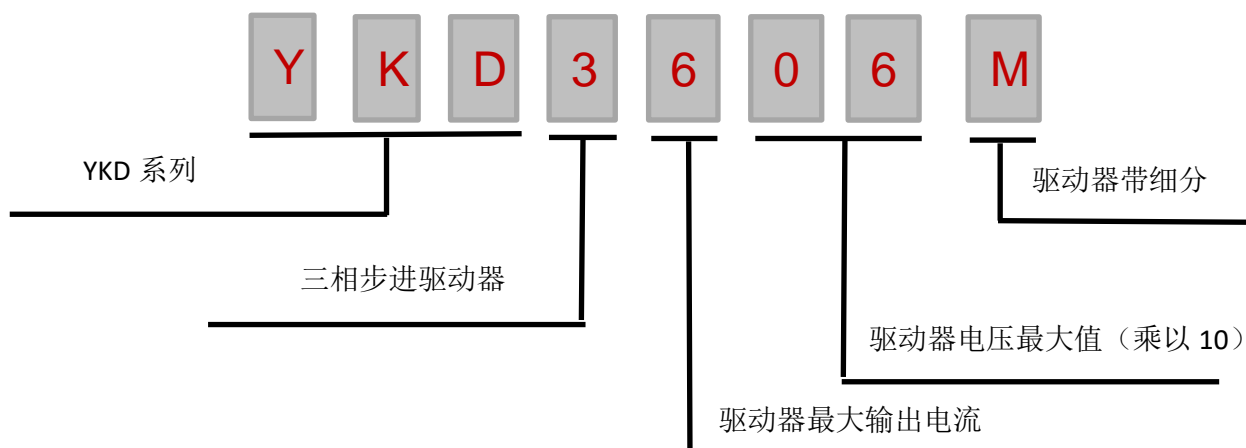 Y K D 3 6 0 6 M
YKD 系列
驱动器带细分
三相步进驱动器
驱动器电压最大值（乘以 10）
驱动器最大输出电流